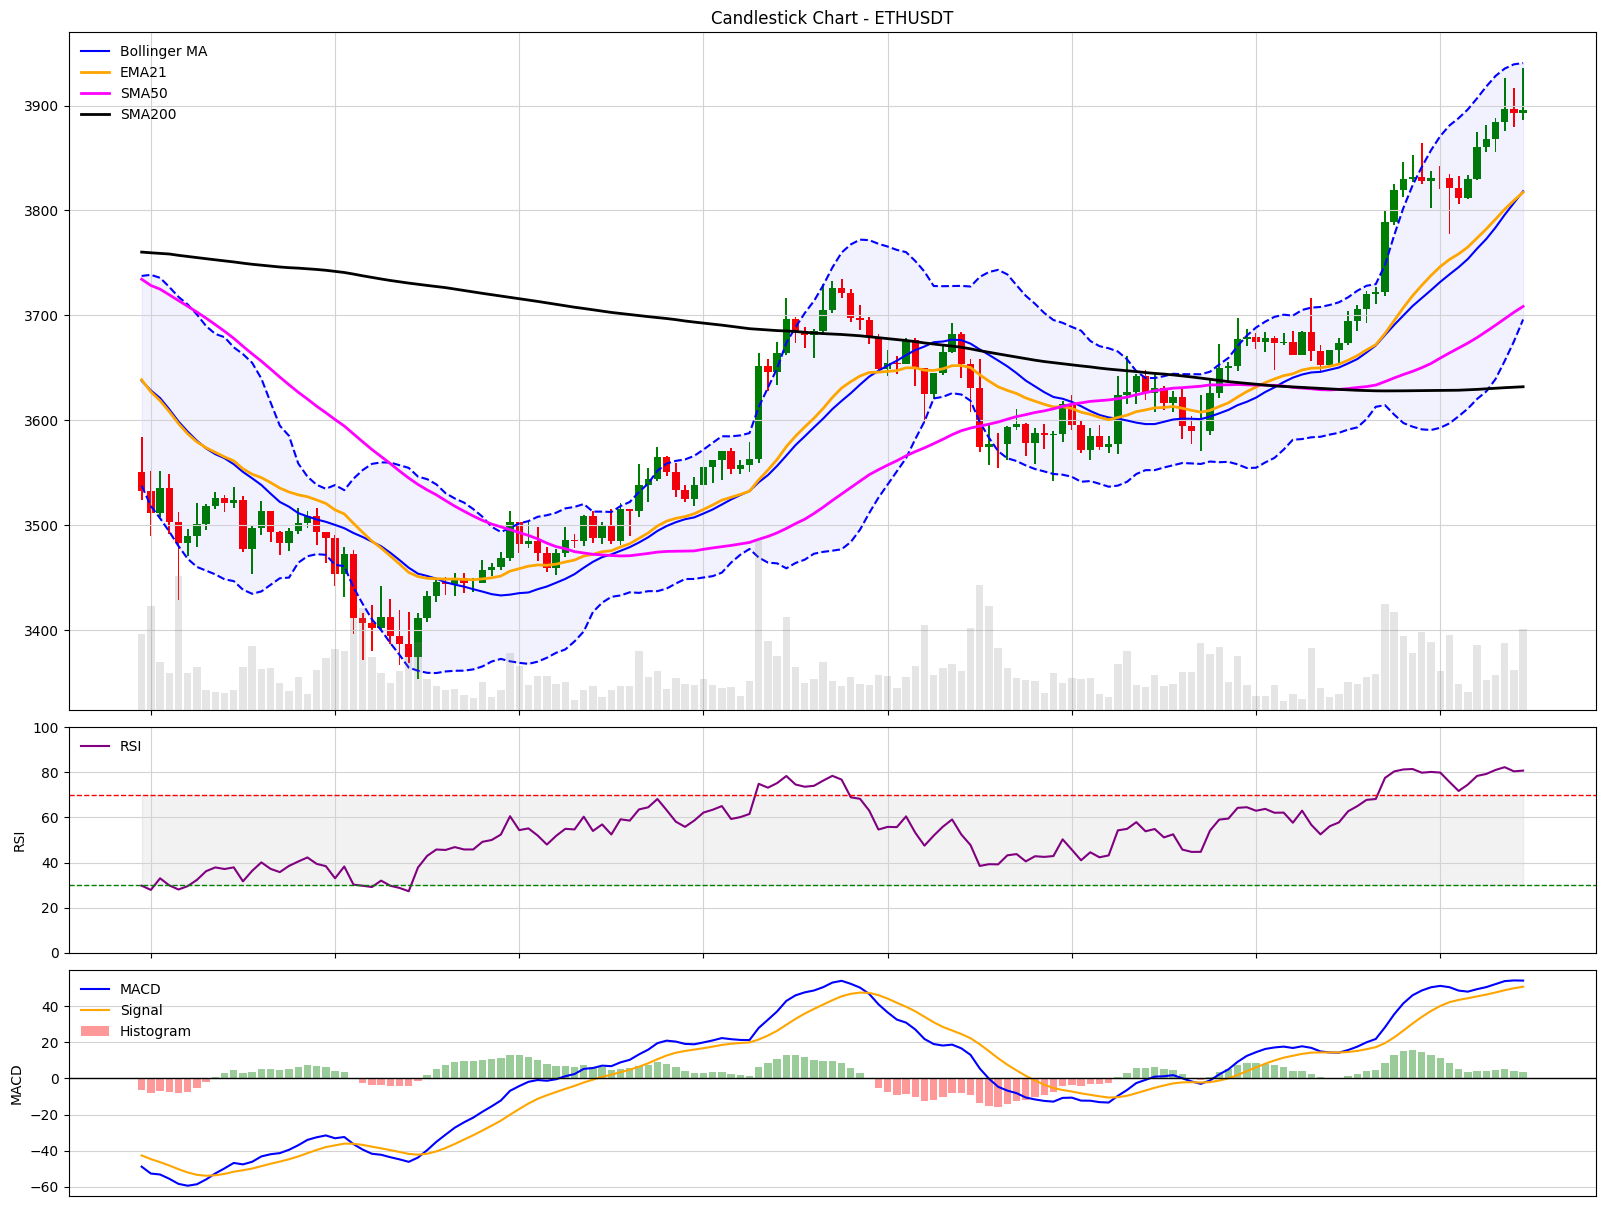 Candlestick Chart - ETHUSDT
Bollinger MA
EMA21
SMA50
SMA200
3900
3800
3700
3600
3500
3400
100
80
60
40
20
0
RSI
RSI
40
20
0
−20
−40
−60
MACD
MACD
Signal
Histogram